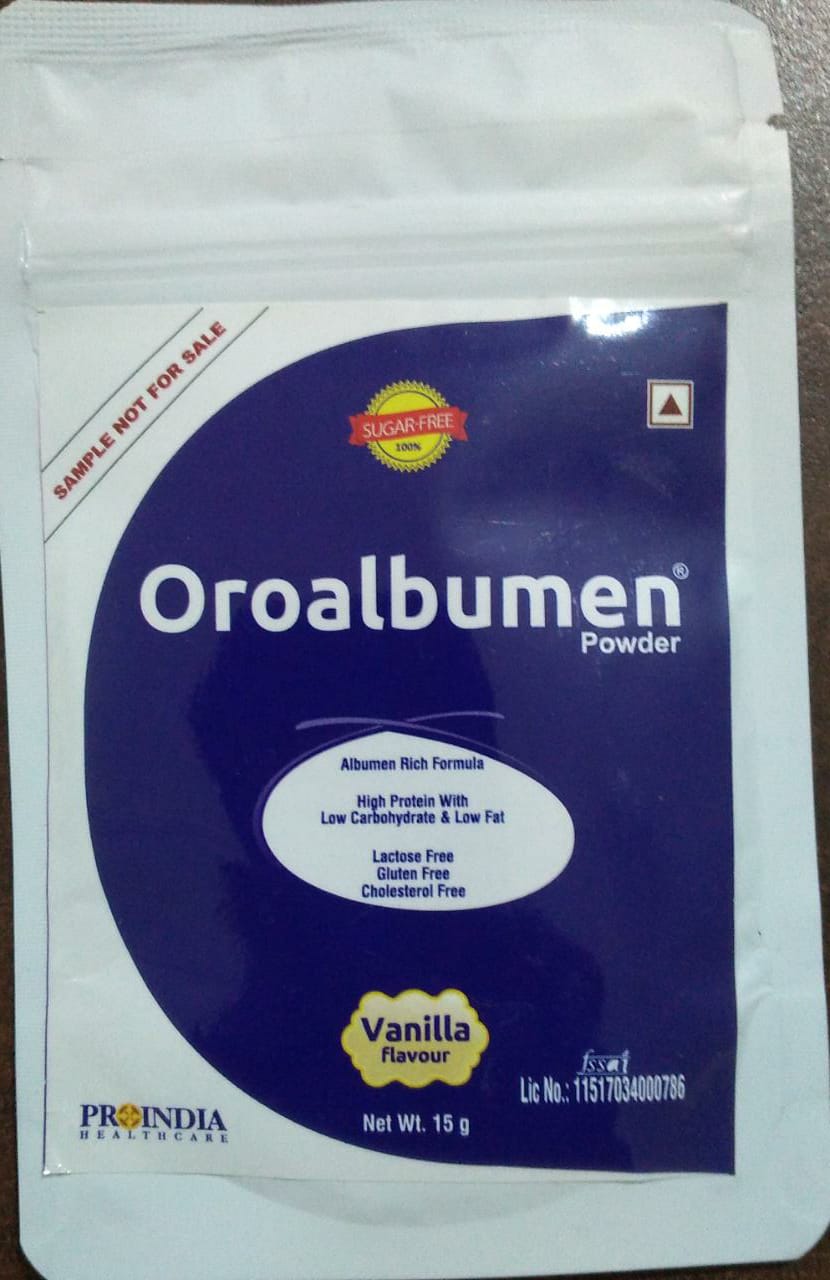 SAMPLE NOT FOR SALE
SUGAR-FREE
100%
Oroalbumen®
Powder
Albumen Rich Formula
High Protein With
Low Carbohydrate & Low Fat
Lactose Free
Gluten Free
Cholesterol Free
Vanilla
flavour
fssai
Lic No.: 11517034000786
PROINDIA
HEALTHCARE
Net Wt. 15 g